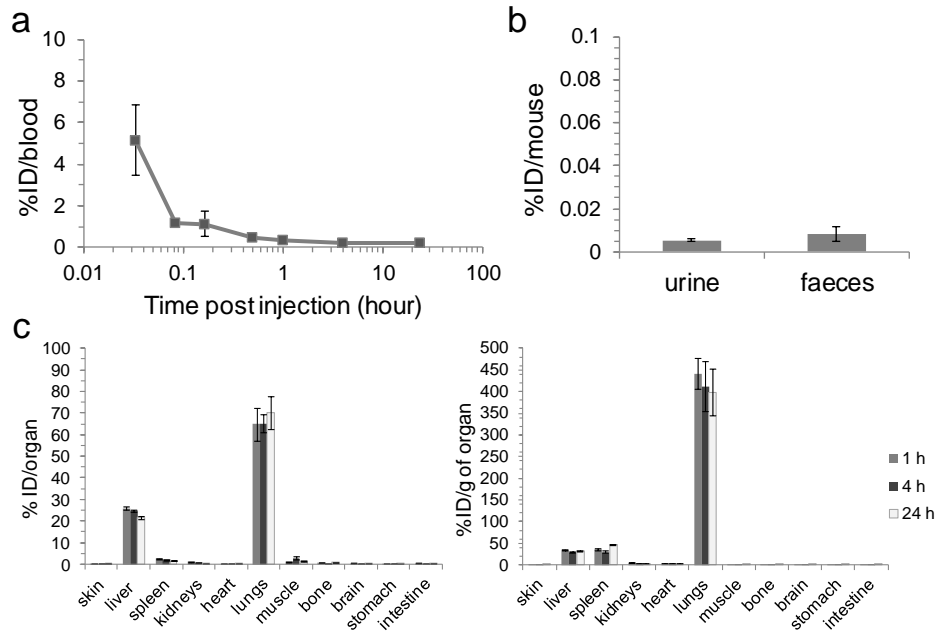 a
10
8
6
4
2
0
%ID/blood
0.01 0.1 1 10 100
Time post injection (hour)
b
0.1
0.08
0.06
0.04
0.02
0
%ID/mouse
urine faeces
c
100
90
80
70
60
50
40
30
20
10
0
% ID/organ
skin liver spleen kidneys heart lungs muscle bone brain stomach intestine
500
450
400
350
300
250
200
150
100
50
0
%ID/g of organ
skin liver spleen kidneys heart lungs muscle bone brain stomach intestine
1 h
4 h
24 h